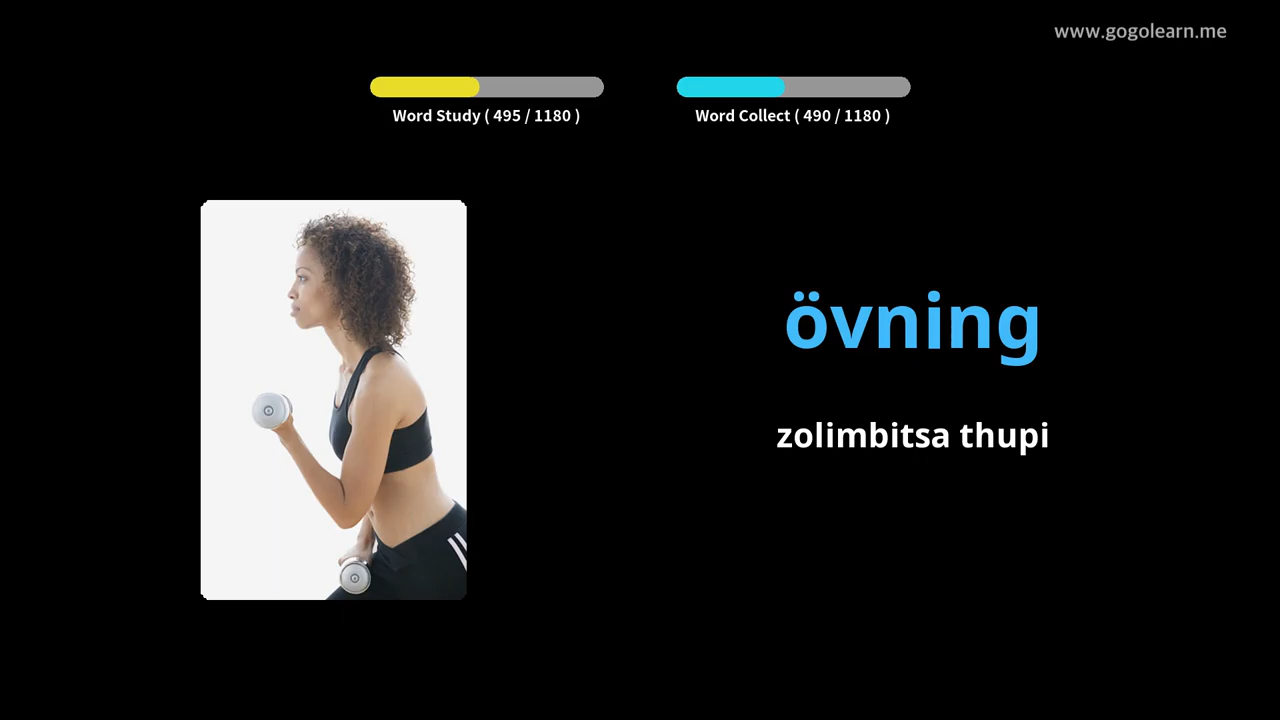 www.gogolearn.me
Word Study ( 495 / 1180 )
Word Collect ( 490 / 1180 )
övning
zolimbitsa thupi